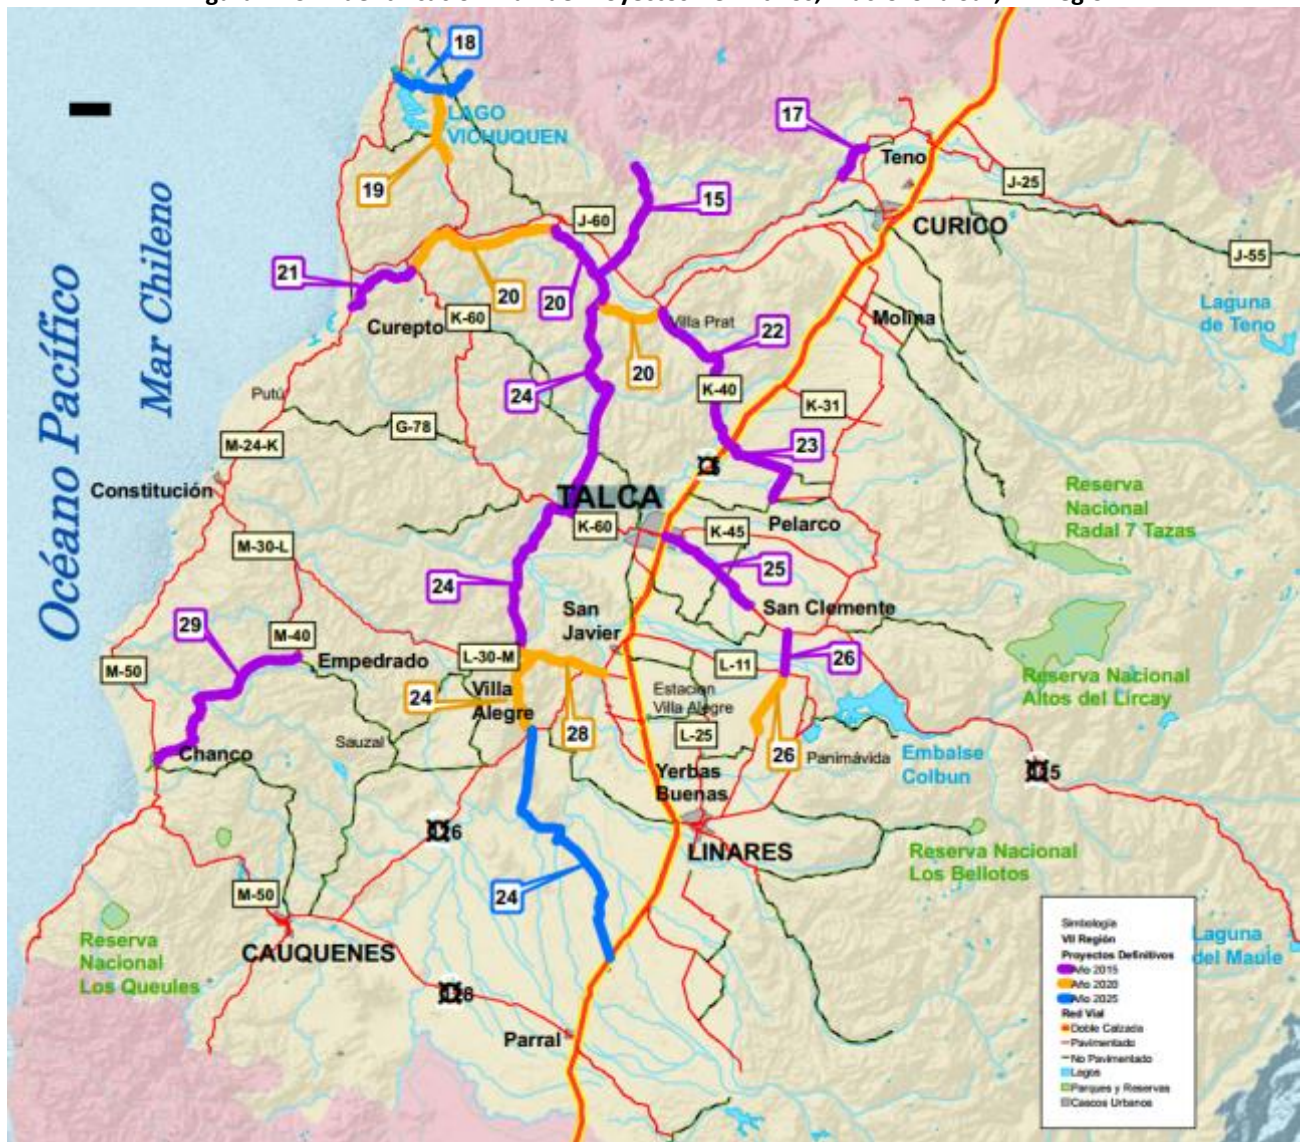 18
LAGO
VICHUQUEN
17
Teno
J-25
19
15
J-60
CURICO
J-55
21
20
20
Curepto
K-60
Villa Prat
22
Molina
Laguna
de Teno
Océano Pacífico
Mar Chileno
20
24
K-40
K-31
Putú
G-78
M-24-K
23
Constitución
TALCA
Reserva
Nacional
Radal 7 Tazas
K-60
K-45
Pelarco
M-30-L
25
24
San
Javier
San Clemente
29
M-40
Empedrado
L-30-M
L-11
26
M-50
Reserva Nacional
Altos del Lircay
24
Villa
Alegre
Estacion
Villa Alegre
28
L-25
26
Panimávida
Embalse
Colbun
Sauzal
Chanco
Yerbas
Buenas
LINARES
Reserva Nacional
Los Bellotos
24
M-50
CAUQUENES
Reserva
Nacional
Los Queules
Laguna
del Maule
Parral
Simbología
VII Región
Proyectos Definitivos
Año 2015
Año 2020
Año 2025
Red Vial
Doble Calzada
Pavimentado
No Pavimentado
Lagos
Parques y Reservas
Cascos Urbanos